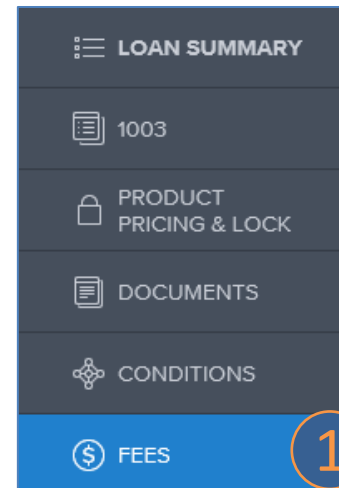 LOAN SUMMARY
1003
PRODUCT
PRICING & LOCK
DOCUMENTS
CONDITIONS
$ FEES
1